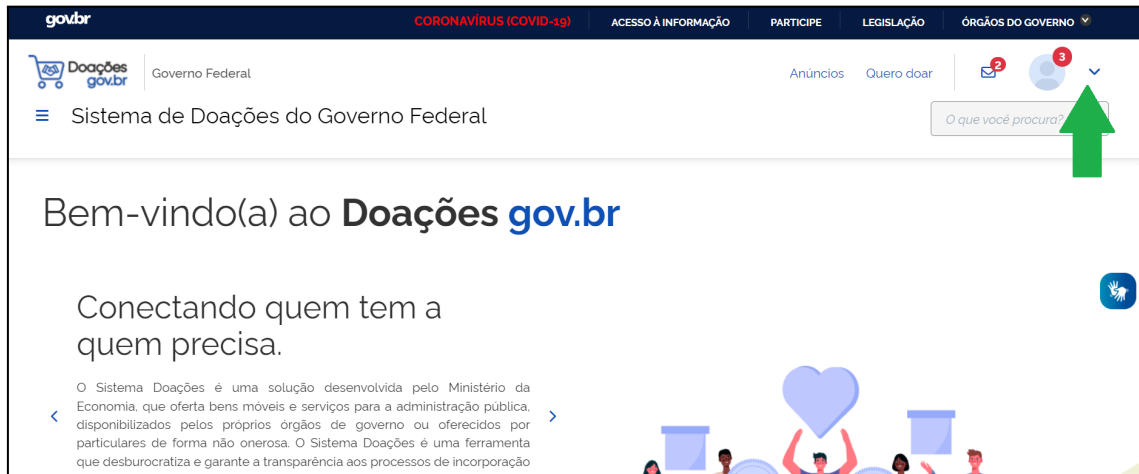 gov.br CORONAVÍRUS (COVID-19) ACESSO À INFORMAÇÃO PARTICIPE LEGISLAÇÃO ÓRGÃOS DO GOVERNO
Doações
gov.br
Governo Federal
Anúncios Quero doar 2 3
Sistema de Doações do Governo Federal
O que você procura?
Bem-vindo(a) ao Doações gov.br
Conectando quem tem a
quem precisa.
O Sistema Doações é uma solução desenvolvida pelo Ministério da
Economia, que oferta bens móveis e serviços para a administração pública,
disponibilizados pelos próprios órgãos de governo ou oferecidos por
particulares de forma não onerosa. O Sistema Doações é uma ferramenta
que desburocratiza e garante a transparência aos processos de incorporação